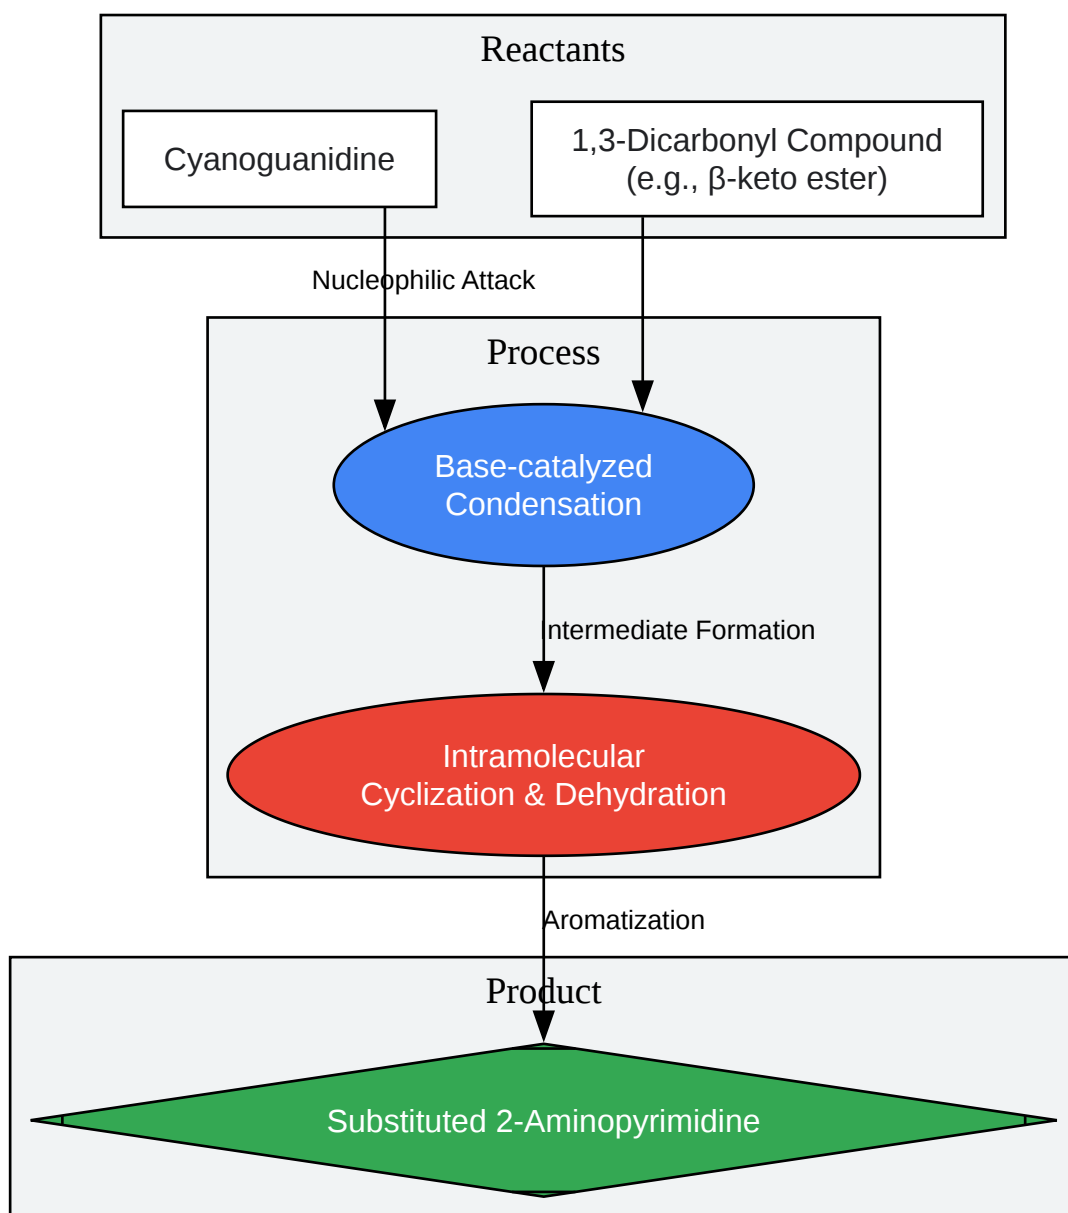 Reactants
Cyanoguanidine
1,3-Dicarbonyl Compound
(e.g., β-keto ester)
Nucleophilic Attack
Process
Base-catalyzed
Condensation
Intermediate Formation
Intramolecular
Cyclization & Dehydration
Aromatization
Product
Substituted 2-Aminopyrimidine